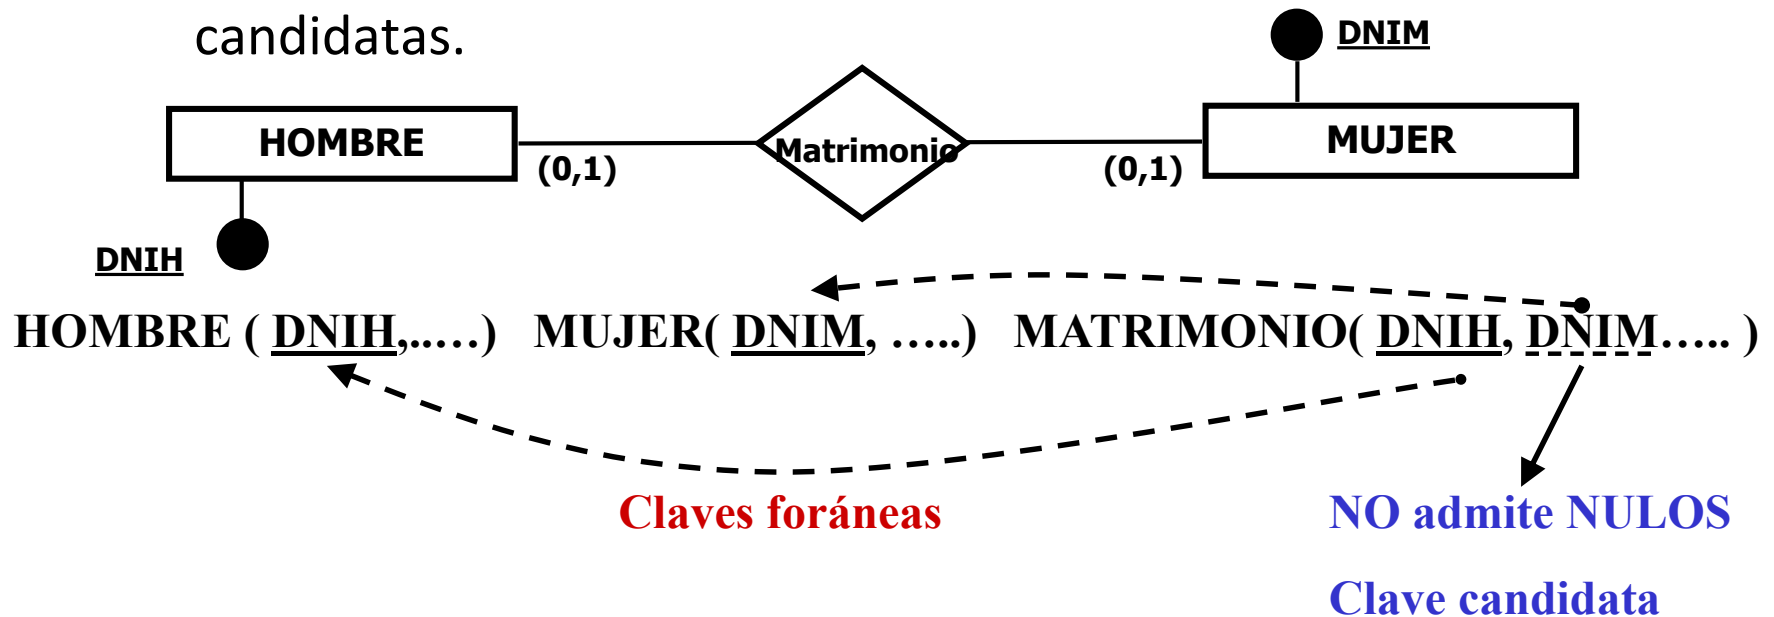 candidatas.
DNIM
HOMBRE
Matrimonio
MUJER
(0,1)
(0,1)
DNIH
HOMBRE ( DNIH,..…) MUJER( DNIM, …..) MATRIMONIO( DNIH, DNIM….. )
Claves foráneas
NO admite NULOS
Clave candidata